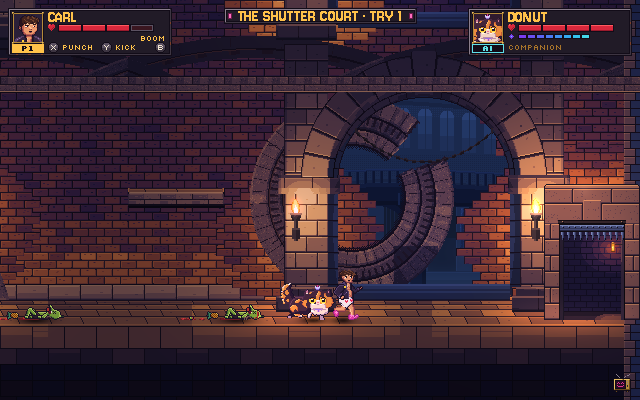 CARL
P1
BOOM
X PUNCH Y KICK B
THE SHUTTER COURT · TRY 1
DONUT
AI
COMPANION